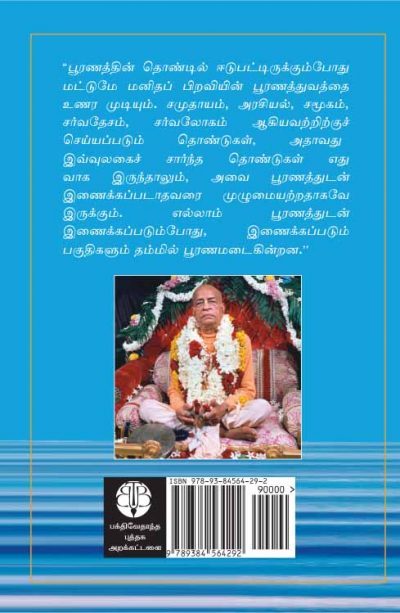 “பூரணத்தின் தொண்டில் ஈடுபட்டிருக்கும்போது
மட்டுமே மனிதப் பிறவியின் பூரணத்துவத்தை
உணர முடியும். சமுதாயம், அரசியல், சமூகம்,
சர்வதேசம், சர்வலோகம் ஆகியவற்றிற்குச்
செய்யப்படும் தொண்டுகள், அதாவது
இவ்வுலகைச் சார்ந்த தொண்டுகள் எது
வாக இருந்தாலும், அவை பூரணத்துடன்
இணைக்கப்படாதவரை முழுமையற்றதாகவே
இருக்கும். எல்லாம் பூரணத்துடன்
இணைக்கப்படும்போது, இணைக்கப்படும்
பகுதிகளும் தம்மில் பூரணமடைகின்றன.”
BBT
பக்திவேதாந்த
புத்தக
அறக்கட்டளை
ISBN 978-93-84564-29-2
90000 >
9 789384 564292